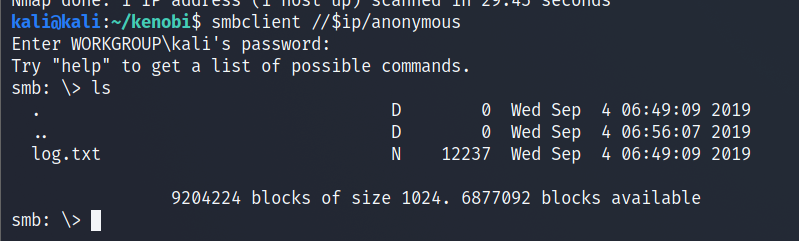 Nmap done: 1 IP address (1 host up) scanned in 29.45 seconds
kali@kali:~/kenobi$ smbclient //$ip/anonymous
Enter WORKGROUP\kali's password:
Try "help" to get a list of possible commands.
smb: \> ls
  .                                   D        0  Wed Sep  4 06:49:09 2019
  ..                                  D        0  Wed Sep  4 06:56:07 2019
  log.txt                             N    12237  Wed Sep  4 06:49:09 2019
                9204224 blocks of size 1024. 6877092 blocks available
smb: \>